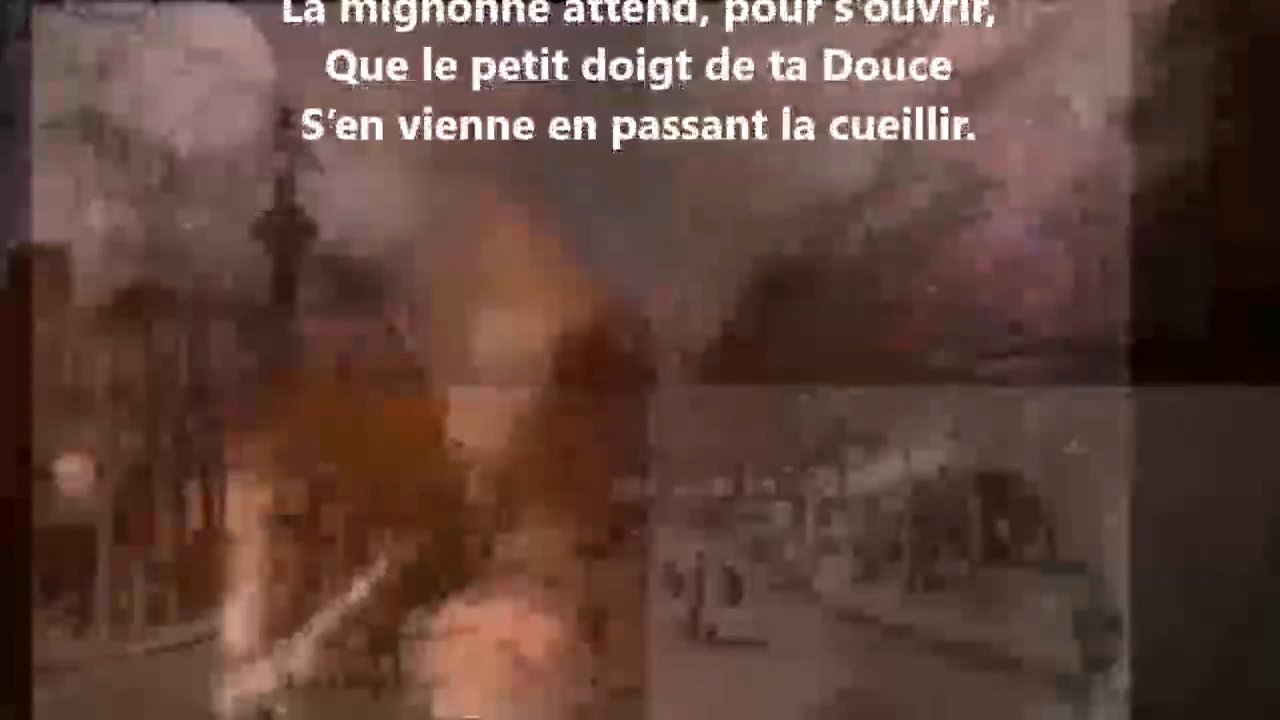 La mignonne attend, pour s'ouvrir,
Que le petit doigt de ta Douce
S'en vienne en passant la cueillir.